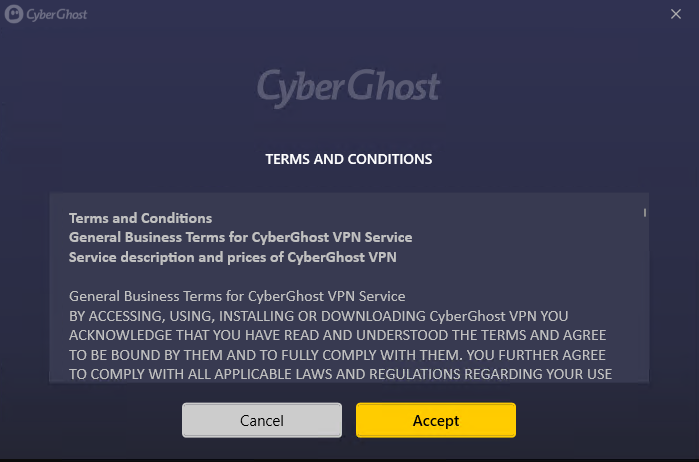 CyberGhost
CyberGhost
TERMS AND CONDITIONS
Terms and Conditions
General Business Terms for CyberGhost VPN Service
Service description and prices of CyberGhost VPN
General Business Terms for CyberGhost VPN Service
BY ACCESSING, USING, INSTALLING OR DOWNLOADING CyberGhost VPN YOU
ACKNOWLEDGE THAT YOU HAVE READ AND UNDERSTOOD THE TERMS AND AGREE
TO BE BOUND BY THEM AND TO FULLY COMPLY WITH THEM. YOU FURTHER AGREE
TO COMPLY WITH ALL APPLICABLE LAWS AND REGULATIONS REGARDING YOUR USE
Cancel
Accept